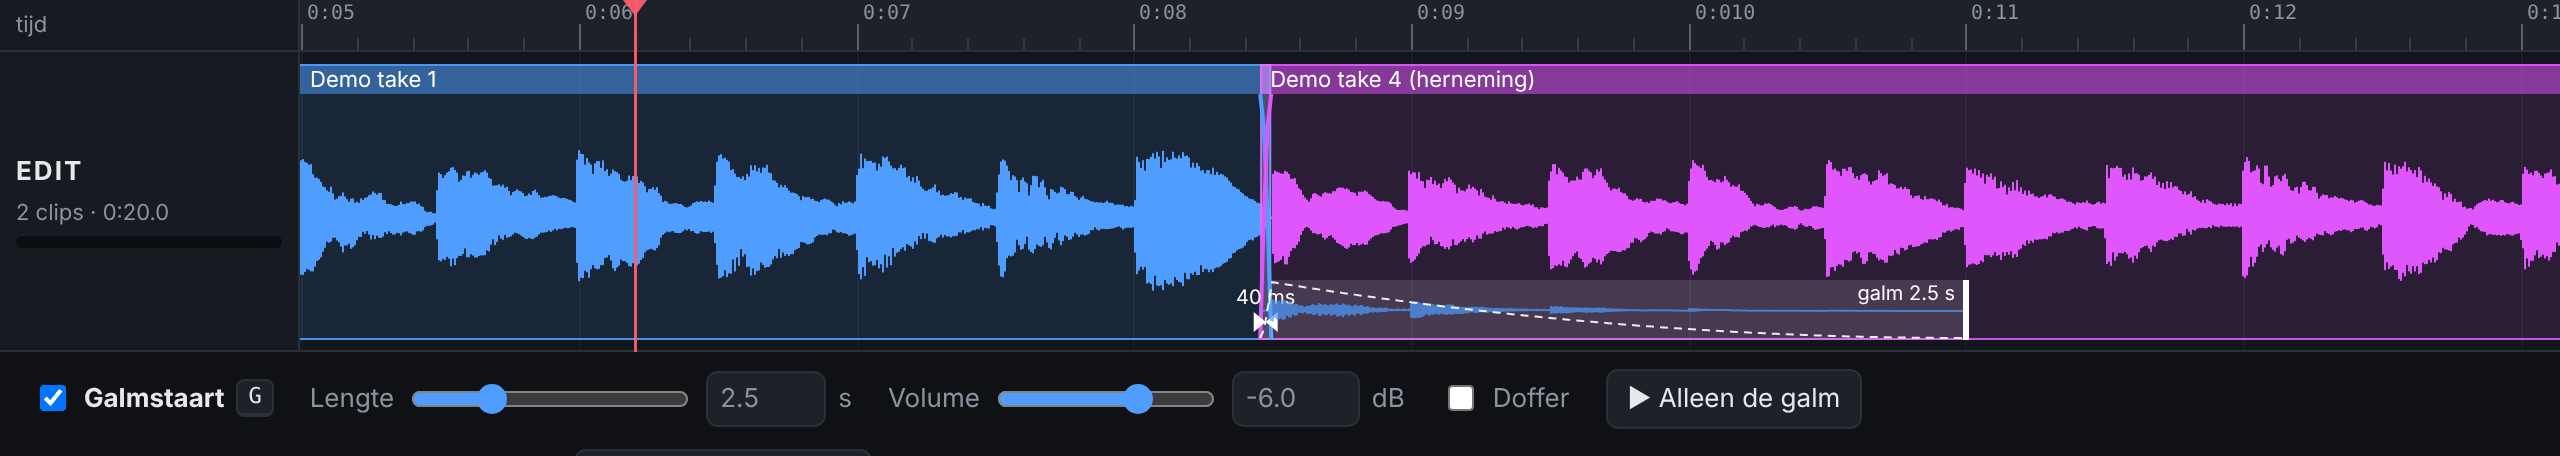 tijd
0:05 0:06 0:07 0:08 0:09 0:010 0:11 0:12 0:1
Demo take 1
Demo take 4 (herneming)
EDIT
2 clips · 0:20.0
40 ms
galm 2.5 s
Galmstaart G Lengte 2.5 s Volume -6.0 dB Doffer ▶ Alleen de galm